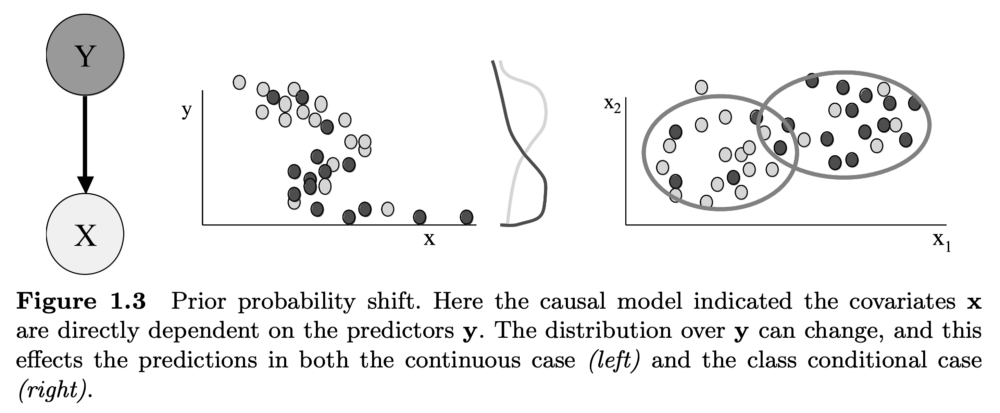 Y
X
y
x
x2
x1
Figure 1.3 Prior probability shift. Here the causal model indicated the covariates x
are directly dependent on the predictors y. The distribution over y can change, and this
effects the predictions in both the continuous case (left) and the class conditional case
(right).